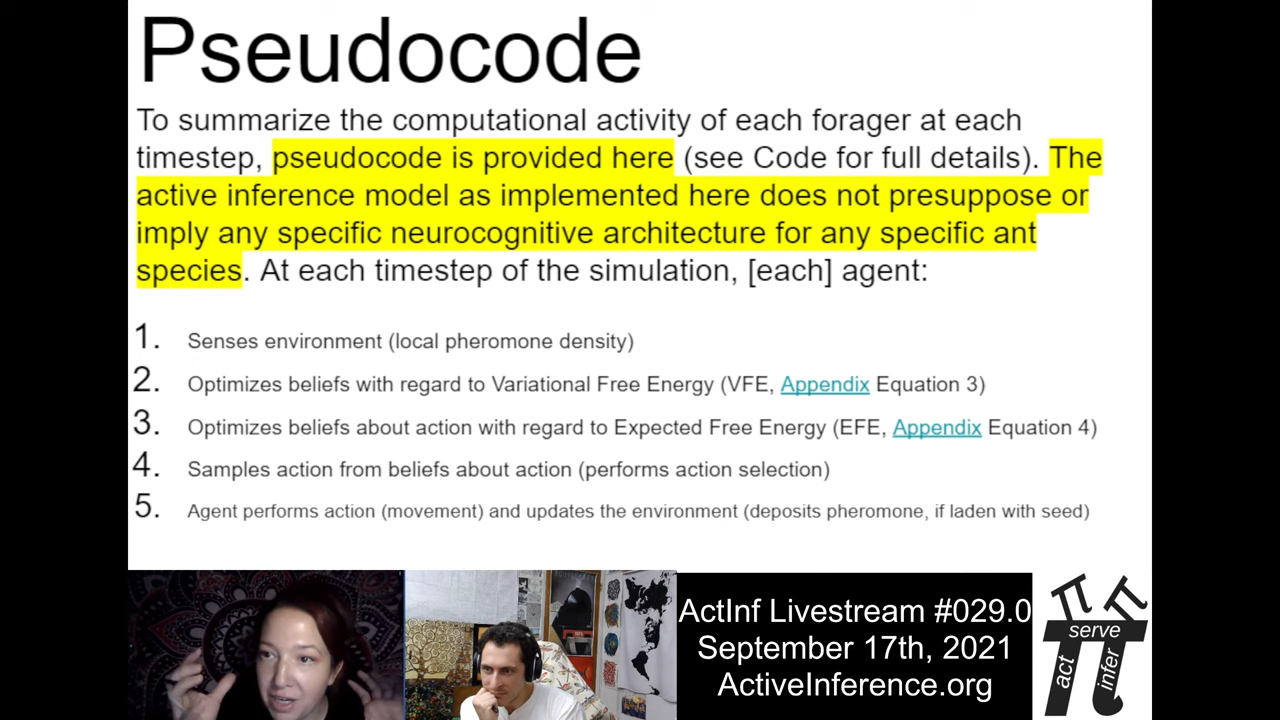 Pseudocode
To summarize the computational activity of each forager at each
timestep, pseudocode is provided here (see Code for full details). The
active inference model as implemented here does not presuppose or
imply any specific neurocognitive architecture for any specific ant
species. At each timestep of the simulation, [each] agent:
1. Senses environment (local pheromone density)
2. Optimizes beliefs with regard to Variational Free Energy (VFE, Appendix Equation 3)
3. Optimizes beliefs about action with regard to Expected Free Energy (EFE, Appendix Equation 4)
4. Samples action from beliefs about action (performs action selection)
5. Agent performs action (movement) and updates the environment (deposits pheromone, if laden with seed)
ActInf Livestream #029.0
September 17th, 2021
ActiveInference.org
serve
act
infer